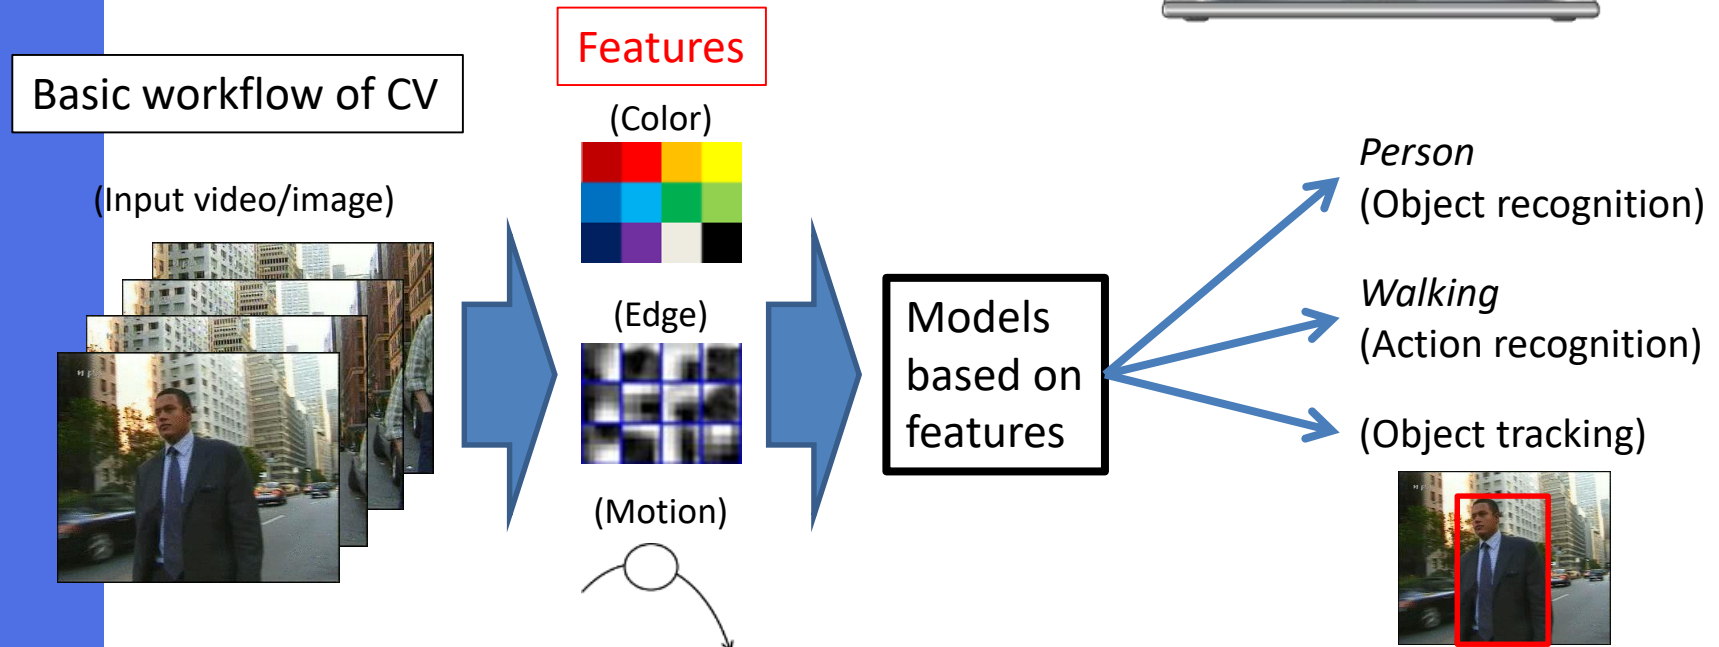 Features
Basic workflow of CV
(Color)
(Input video/image)
(Edge)
(Motion)
Models
based on
features
Person
(Object recognition)
Walking
(Action recognition)
(Object tracking)